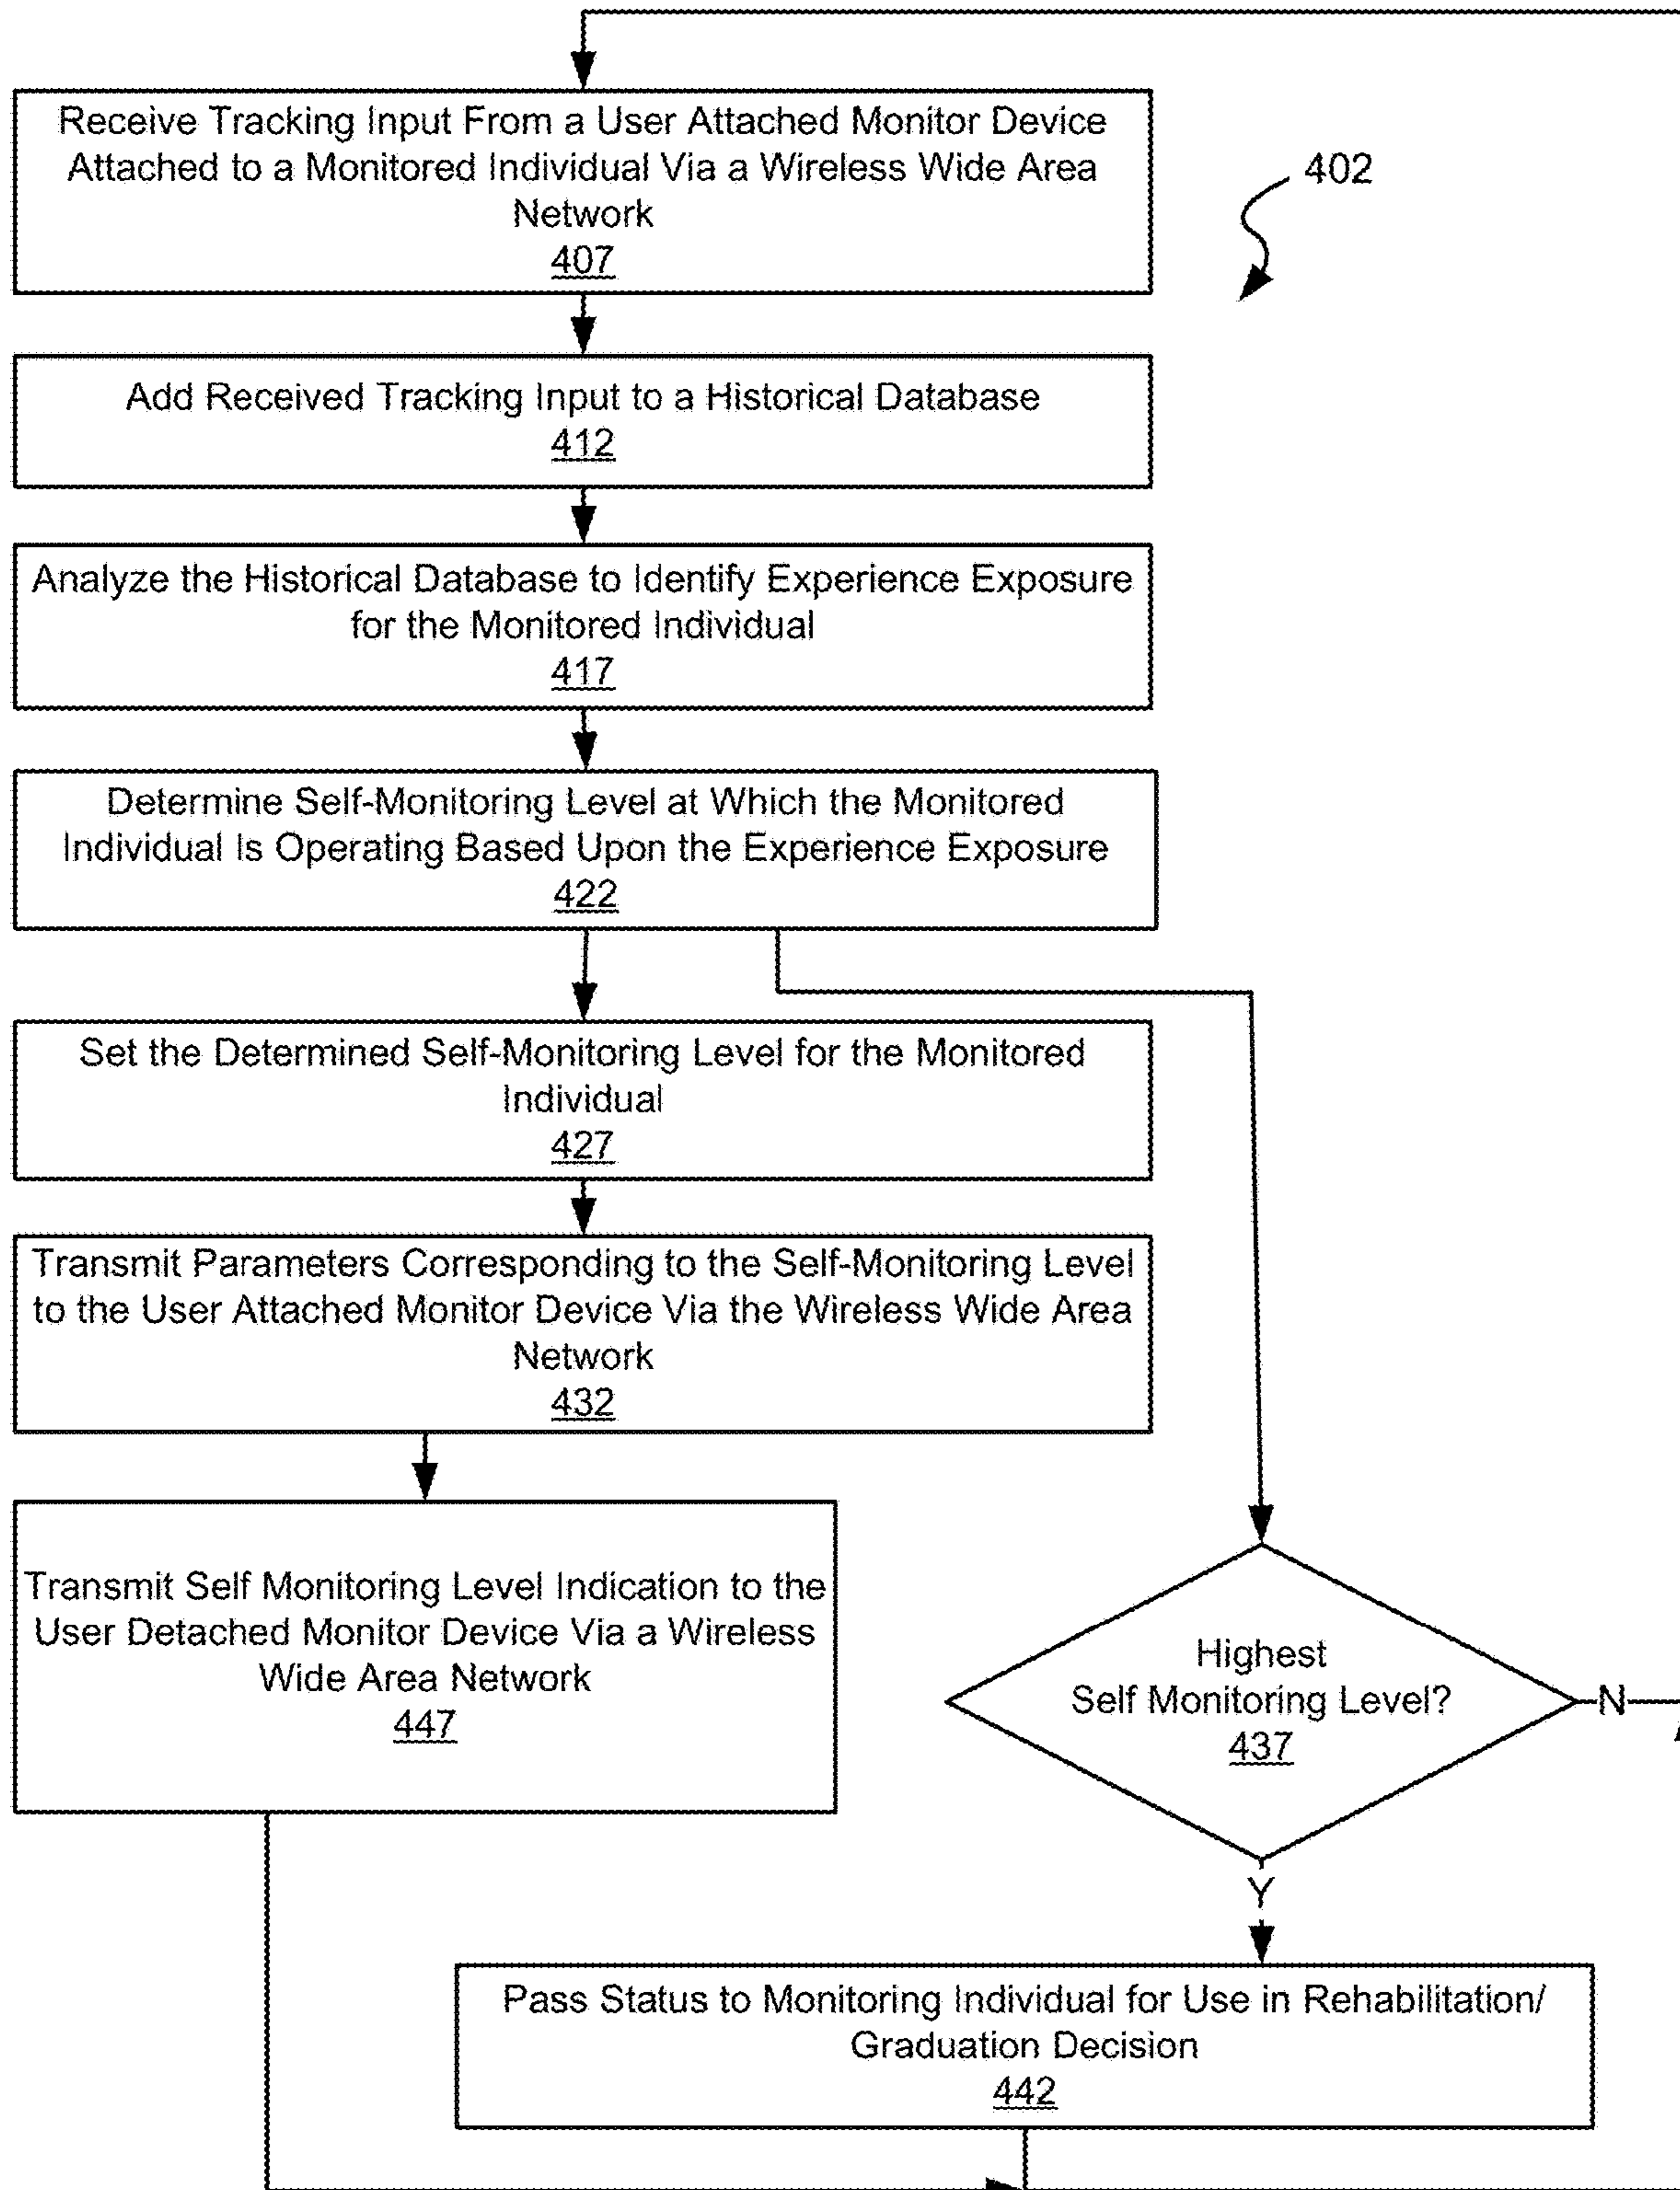 Receive Tracking Input From a User Attached Monitor Device
Attached to a Monitored Individual Via a Wireless Wide Area
Network
407
402
Add Received Tracking Input to a Historical Database
412
Analyze the Historical Database to Identify Experience Exposure
for the Monitored Individual
417
Determine Self-Monitoring Level at Which the Monitored
Individual Is Operating Based Upon the Experience Exposure
422
Set the Determined Self-Monitoring Level for the Monitored
Individual
427
Transmit Parameters Corresponding to the Self-Monitoring Level
to the User Attached Monitor Device Via the Wireless Wide Area
Network
432
Transmit Self Monitoring Level Indication to the
User Detached Monitor Device Via a Wireless
Wide Area Network
447
Highest
Self Monitoring Level?
437
N
Y
Pass Status to Monitoring Individual for Use in Rehabilitation/
Graduation Decision
442